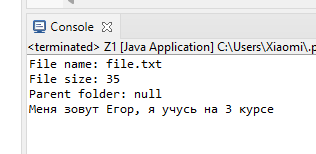 Console
<terminated> Z1 [Java Application] C:\Users\Xiaomi\.p
File name: file.txt
File size: 35
Parent folder: null
Меня зовут Егор, я учусь на 3 курсе